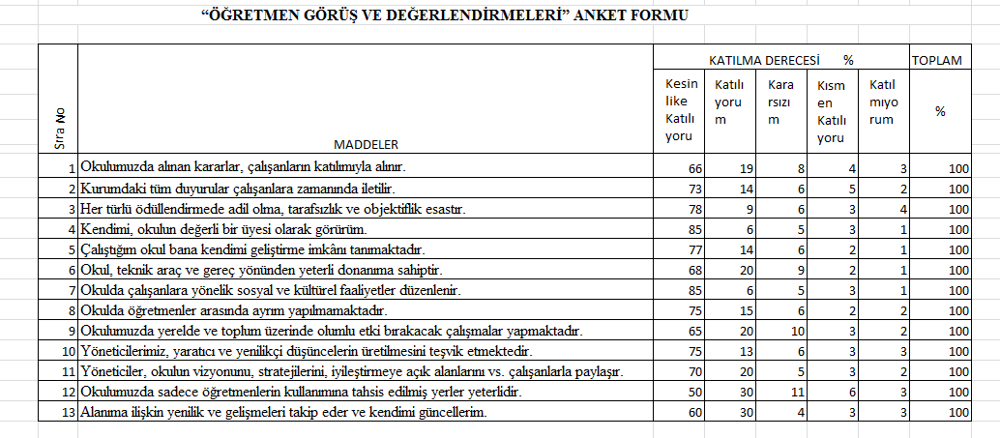 “ÖĞRETMEN GÖRÜŞ VE DEĞERLENDİRMELERİ” ANKET FORMU
Sıra No MADDELER KATILMA DERECESİ % TOPLAM
Kesin like Katılı yoru Katılı yoru m Kara rsızı m Kısm en Katılı yoru Katıl mıyo rum %
1 Okulumuzda alınan kararlar, çalışanların katılımıyla alınır. 66 19 8 4 3 100
2 Kurumdaki tüm duyurular çalışanlara zamanında iletilir. 73 14 6 5 2 100
3 Her türlü ödüllendirmede adil olma, tarafsızlık ve objektiflik esastır. 78 9 6 3 4 100
4 Kendimi, okulun değerli bir üyesi olarak görürüm. 85 6 5 3 1 100
5 Çalıştığım okul bana kendimi geliştirme imkânı tanımaktadır. 77 14 6 2 1 100
6 Okul, teknik araç ve gereç yönünden yeterli donanıma sahiptir. 68 20 9 2 1 100
7 Okulda çalışanlara yönelik sosyal ve kültürel faaliyetler düzenlenir. 85 6 5 3 1 100
8 Okulda öğretmenler arasında ayrım yapılmamaktadır. 75 15 6 2 2 100
9 Okulumuzda yerelde ve toplum üzerinde olumlu etki bırakacak çalışmalar yapmaktadır. 65 20 10 3 2 100
10 Yöneticilerimiz, yaratıcı ve yenilikçi düşüncelerin üretilmesini teşvik etmektedir. 75 13 6 3 3 100
11 Yöneticiler, okulun vizyonunu, stratejilerini, iyileştirmeye açık alanlarını vs. çalışanlarla paylaşır. 70 20 5 3 2 100
12 Okulumuzda sadece öğretmenlerin kullanımına tahsis edilmiş yerler yeterlidir. 50 30 11 6 3 100
13 Alanıma ilişkin yenilik ve gelişmeleri takip eder ve kendimi güncellerim. 60 30 4 3 3 100